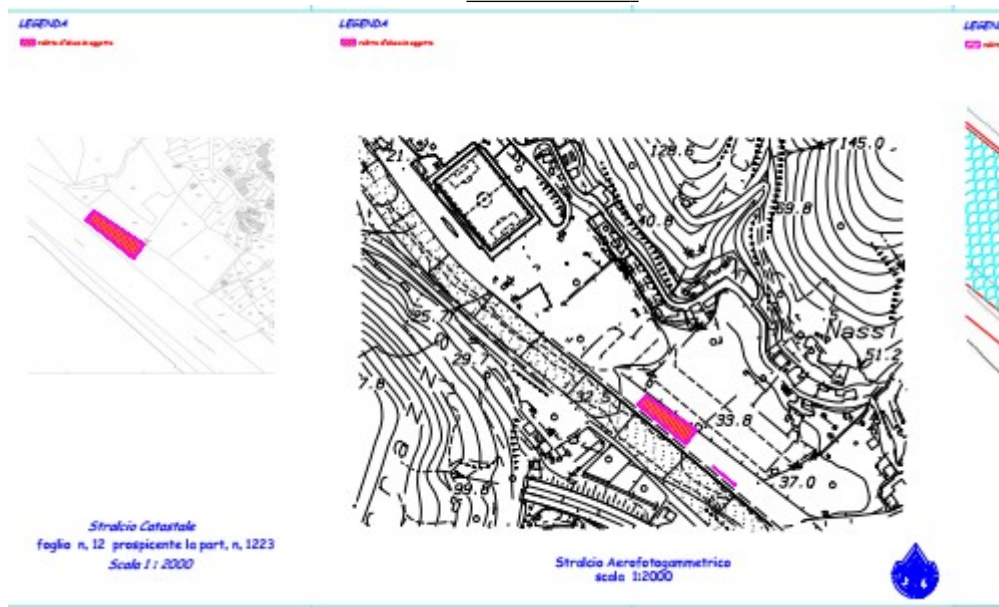 LEGENDA
LEGENDA
Stralcio Catastale
foglio n, 12 prospicente la part, n, 1223
Scala 1 : 2000
21.
129.6
145.0
40.8
59.8
25.7
29.7
7.8
32.5
Nassi
51.2
33.8
37.0
99.8
Stralcio Aerofotogammetrico
scala 1:2000